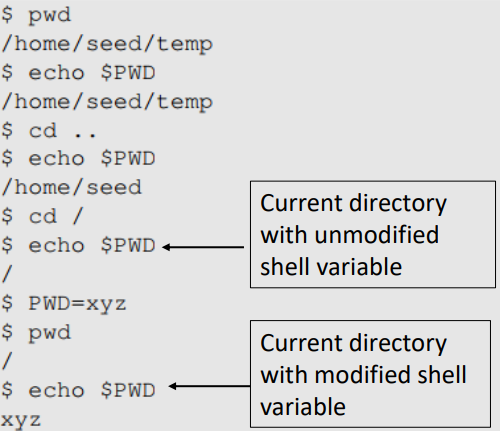 $ pwd
/home/seed/temp
$ echo $PWD
/home/seed/temp
$ cd ..
$ echo $PWD
/home/seed
$ cd /
$ echo $PWD
/
$ PWD=xyz
$ pwd
/
$ echo $PWD
xyz
Current directory
with unmodified
shell variable
Current directory
with modified shell
variable